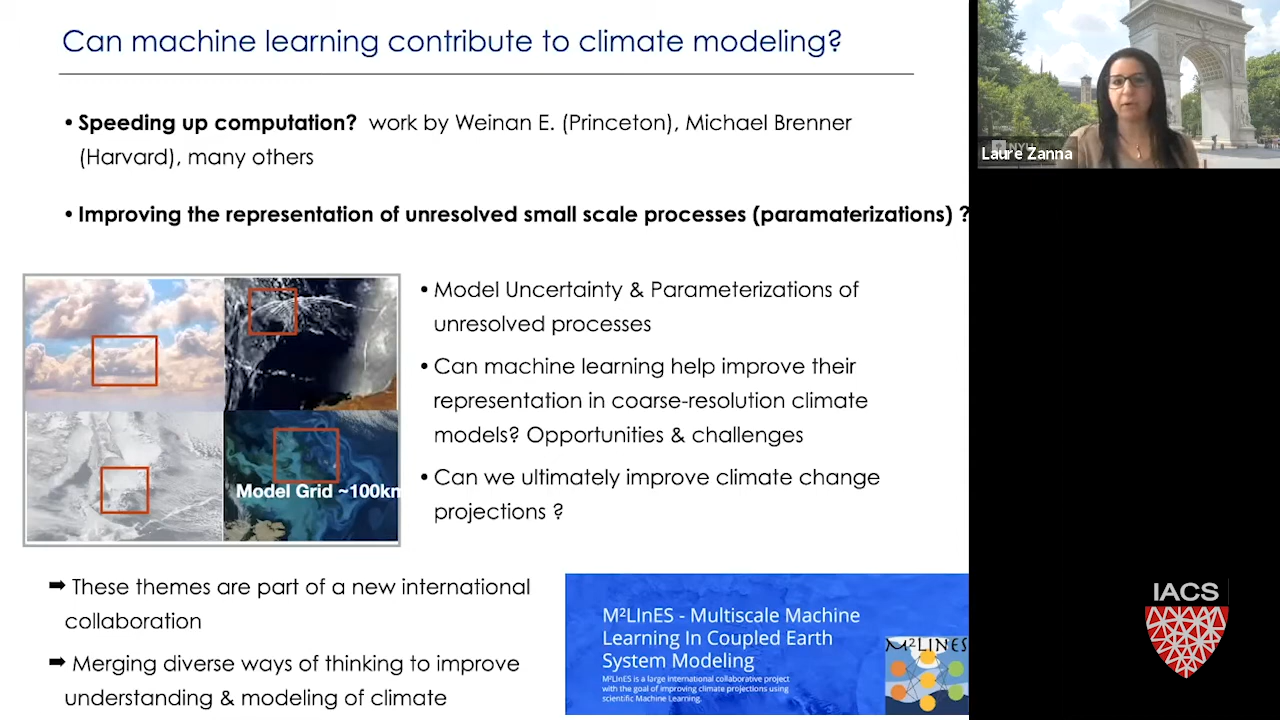 Can machine learning contribute to climate modeling?
• Speeding up computation? work by Weinan E. (Princeton), Michael Brenner
(Harvard), many others
• Improving the representation of unresolved small scale processes (paramaterizations) ?
Model Grid ~100km
• Model Uncertainty & Parameterizations of
unresolved processes
• Can machine learning help improve their
representation in coarse-resolution climate
models? Opportunities & challenges
• Can we ultimately improve climate change
projections ?
➡ These themes are part of a new international
collaboration
➡ Merging diverse ways of thinking to improve
understanding & modeling of climate
M²LInES - Multiscale Machine
Learning In Coupled Earth
System Modeling
M²LInES is a large international collaborative project
with the goal of improving climate projections using
scientific Machine Learning.
M²LINES
NYU
Laure Zanna
IACS